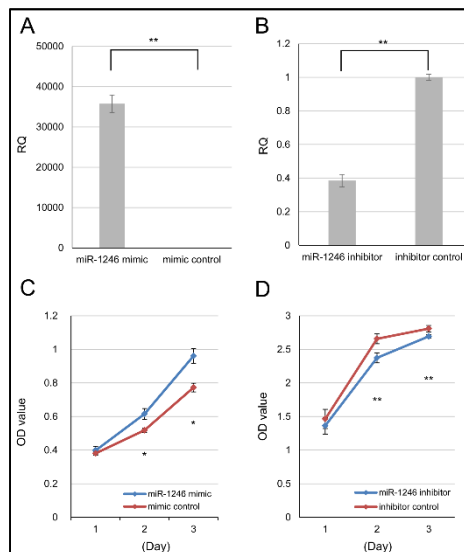 A
**
50000
40000
30000
20000
10000
0
RQ
miR-1246 mimic
mimic control
B
**
1.2
1
0.8
0.6
0.4
0.2
0
RQ
miR-1246 inhibitor
inhibitor control
C
1.2
1
0.8
0.6
0.4
0.2
0
OD value
*
*
miR-1246 mimic
mimic control
1 2 3
(Day)
D
3
2.5
2
1.5
1
0.5
0
OD value
**
**
miR-1246 inhibitor
inhibitor control
1 2 3
(Day)